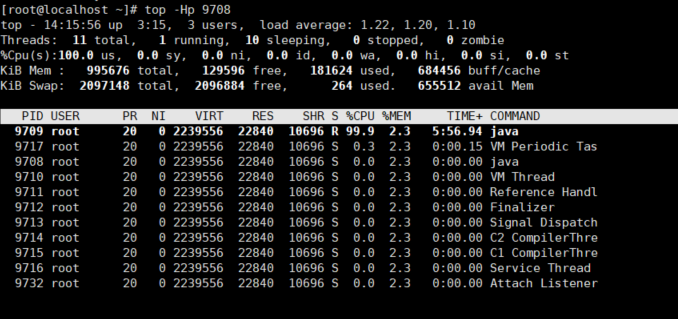 [root@localhost ~]# top -Hp 9708
top - 14:15:56 up  3:15,  3 users,  load average: 1.22, 1.20, 1.10
Threads:  11 total,   1 running,  10 sleeping,   0 stopped,   0 zombie
%Cpu(s):100.0 us,  0.0 sy,  0.0 ni,  0.0 id,  0.0 wa,  0.0 hi,  0.0 si,  0.0 st
KiB Mem :   995676 total,   129596 free,   181624 used,   684456 buff/cache
KiB Swap:  2097148 total,  2096884 free,      264 used.   655512 avail Mem
PID USER      PR  NI    VIRT    RES    SHR S %CPU %MEM     TIME+ COMMAND
9709 root      20   0 2239556  22840  10696 R 99.9  2.3   5:56.94 java
9717 root      20   0 2239556  22840  10696 S  0.3  2.3   0:00.15 VM Periodic Tas
9708 root      20   0 2239556  22840  10696 S  0.0  2.3   0:00.00 java
9710 root      20   0 2239556  22840  10696 S  0.0  2.3   0:00.00 VM Thread
9711 root      20   0 2239556  22840  10696 S  0.0  2.3   0:00.00 Reference Handl
9712 root      20   0 2239556  22840  10696 S  0.0  2.3   0:00.00 Finalizer
9713 root      20   0 2239556  22840  10696 S  0.0  2.3   0:00.00 Signal Dispatch
9714 root      20   0 2239556  22840  10696 S  0.0  2.3   0:00.00 C2 CompilerThre
9715 root      20   0 2239556  22840  10696 S  0.0  2.3   0:00.00 C1 CompilerThre
9716 root      20   0 2239556  22840  10696 S  0.0  2.3   0:00.00 Service Thread
9732 root      20   0 2239556  22840  10696 S  0.0  2.3   0:00.00 Attach Listener